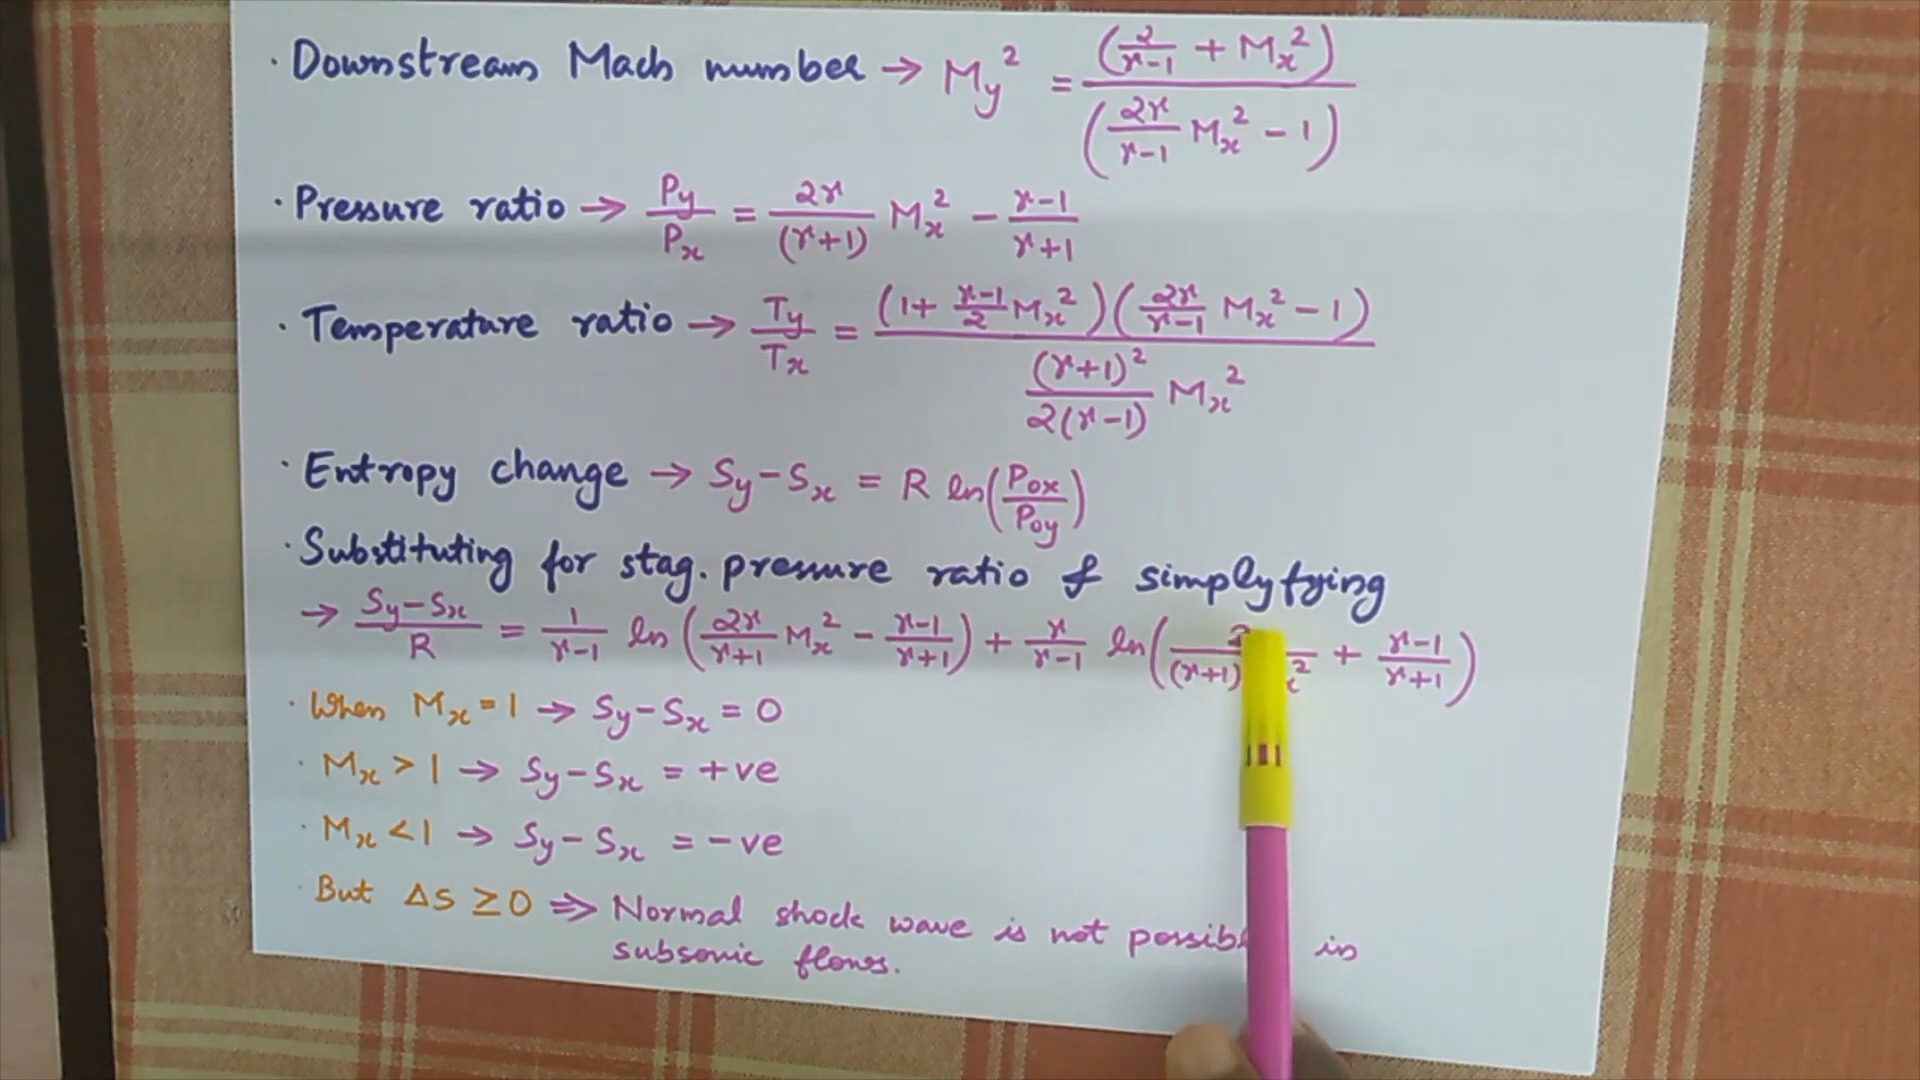 · Downstream Mach number → My² = (2/(γ-1) + Mx²) / (2γ/(γ-1) Mx² - 1)
· Pressure ratio → Py/Px = 2γ/(γ+1) Mx² - (γ-1)/(γ+1)
· Temperature ratio → Ty/Tx = (1 + (γ-1)/2 Mx²)(2γ/(γ-1) Mx² - 1) / ((γ+1)²/(2(γ-1)) Mx²)
· Entropy change → Sy-Sx = R ln(Pox/Poy)
· Substituting for stag. pressure ratio & simplyfying
→ (Sy-Sx)/R = 1/(γ-1) ln(2γ/(γ+1) Mx² - (γ-1)/(γ+1)) + γ/(γ-1) ln(2/((γ+1) x²) + (γ-1)/(γ+1))
· When Mx = 1 → Sy-Sx = 0
· Mx > 1 → Sy-Sx = +ve
· Mx < 1 → Sy-Sx = -ve
· But ΔS ≥ 0 ⇒ Normal shock wave is not possib in
subsonic flows.